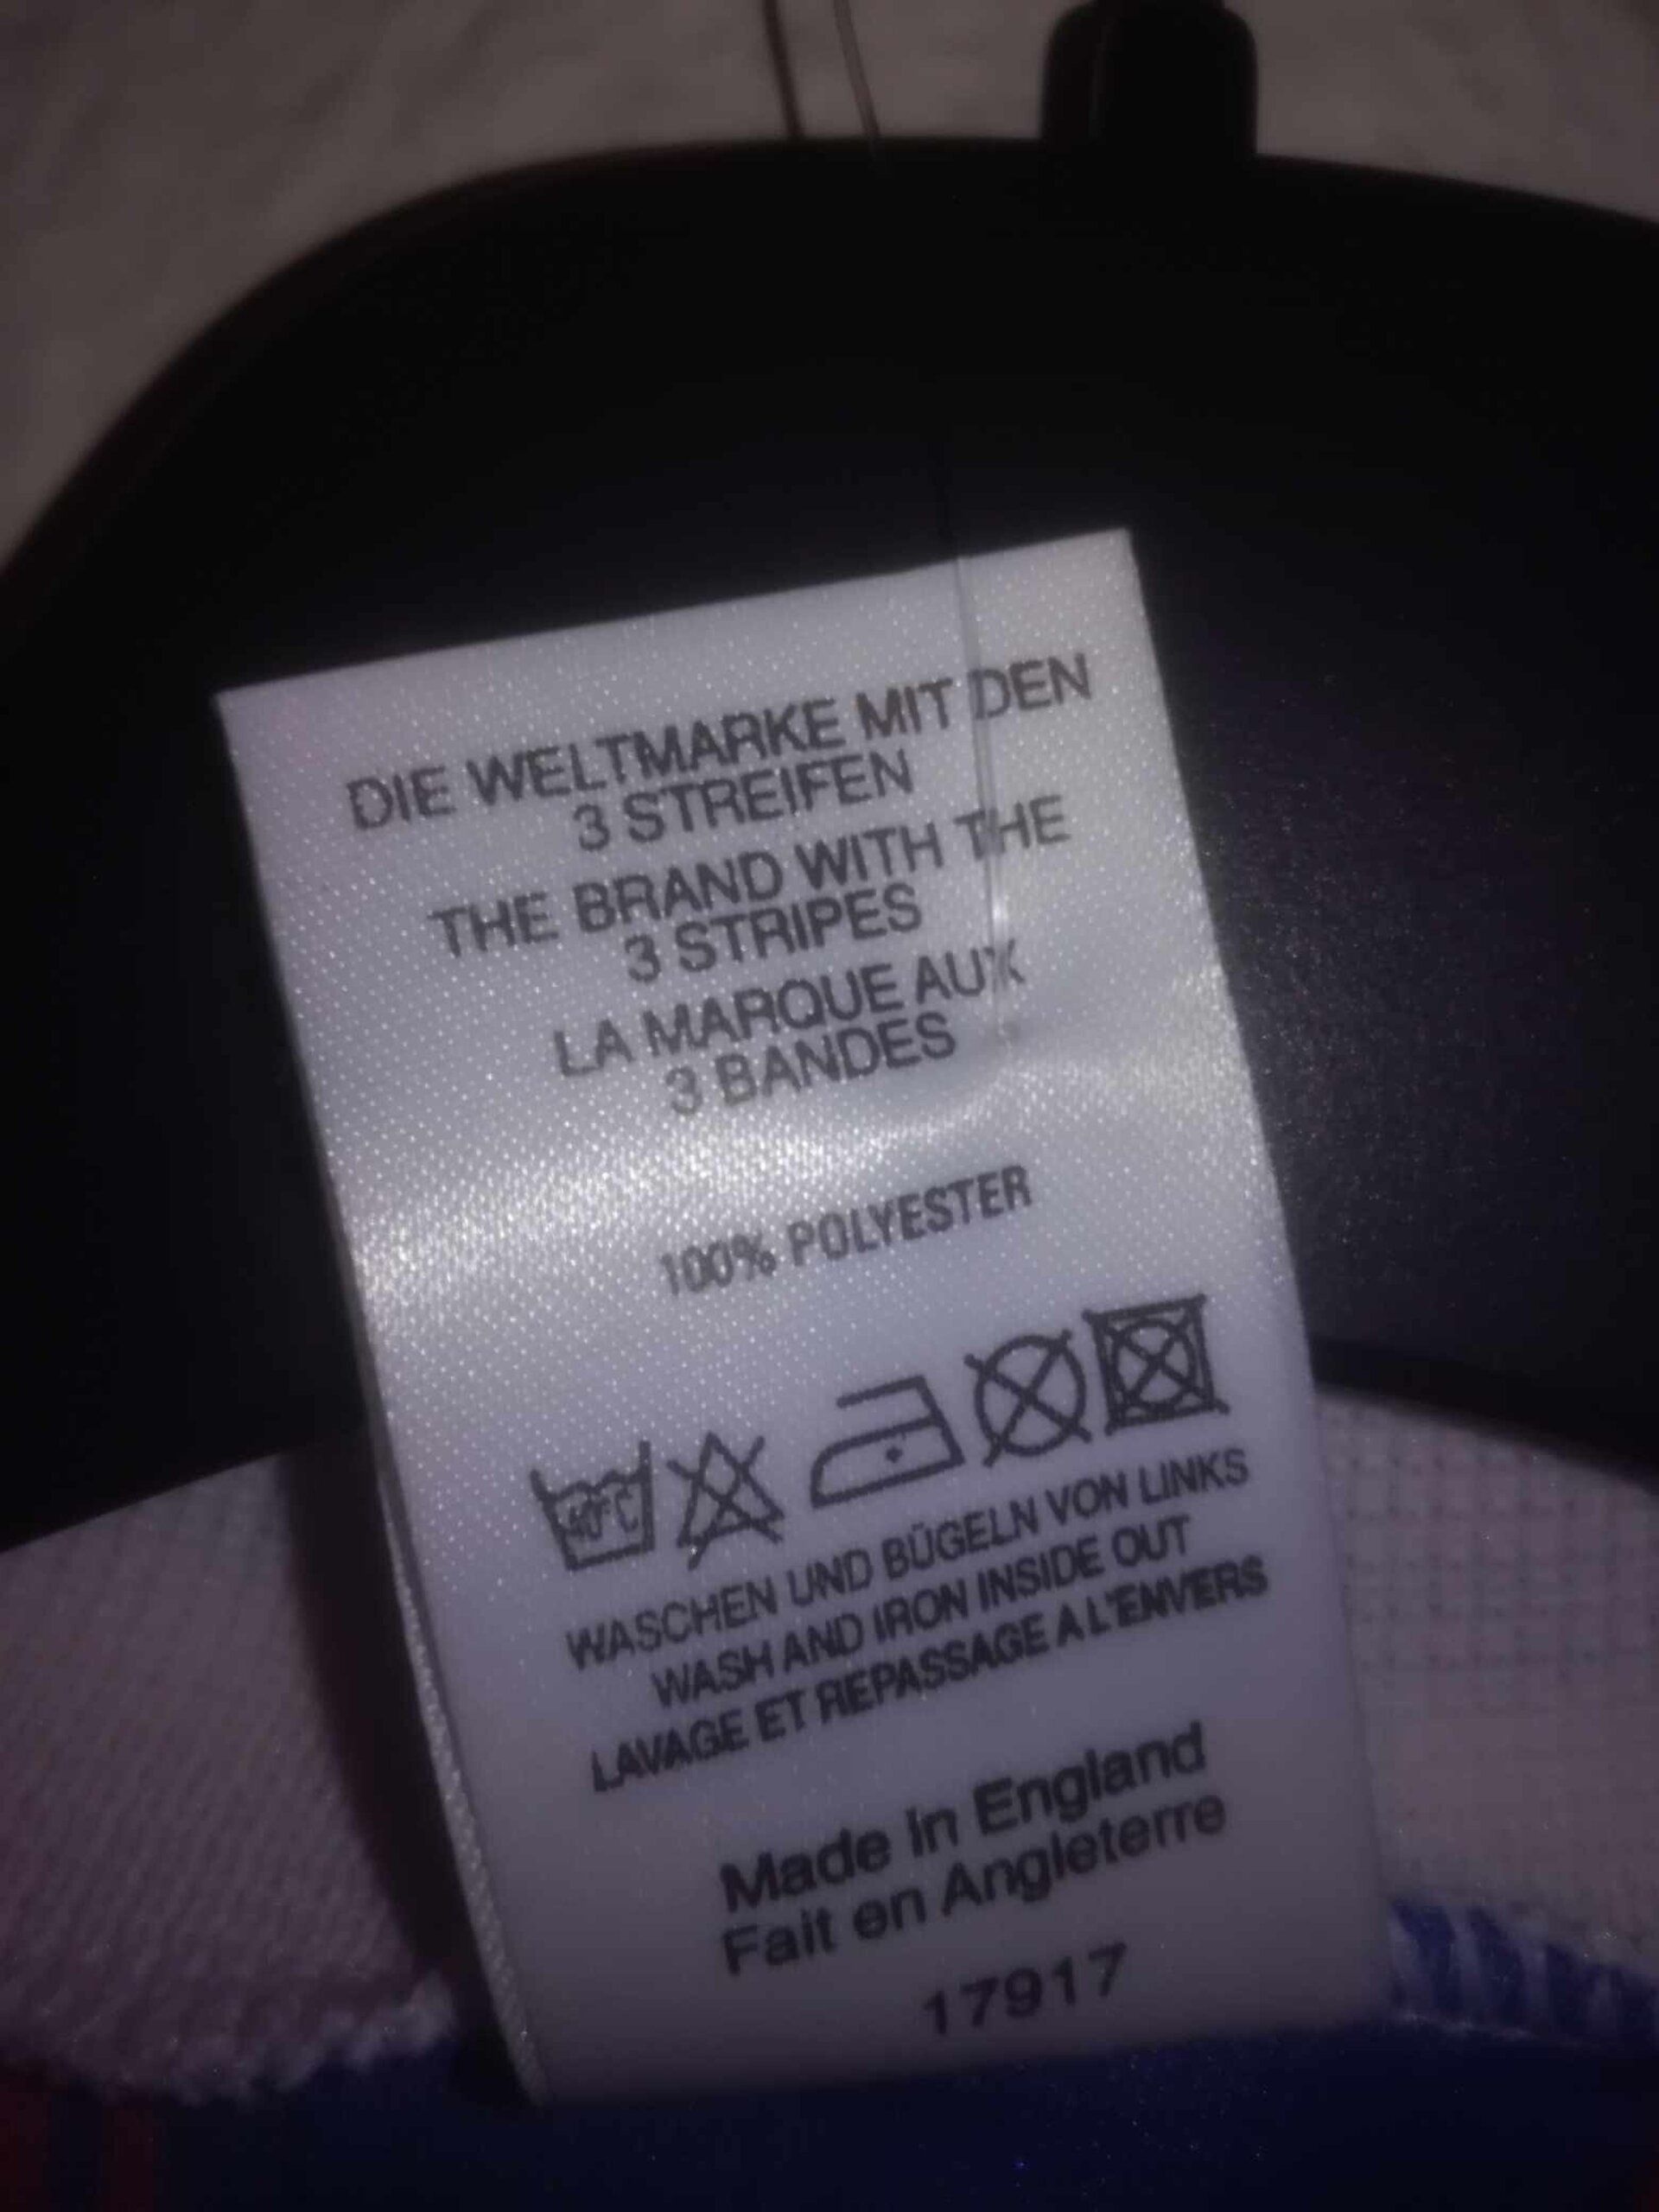 DIE WELTMARKE MIT DEN
3 STREIFEN
THE BRAND WITH THE
3 STRIPES
LA MARQUE AUX
3 BANDES
100% POLYESTER
40°C
WASCHEN UND BÜGELN VON LINKS
WASH AND IRON INSIDE OUT
LAVAGE ET REPASSAGE A L'ENVERS
Made in England
Fait en Angleterre
17917